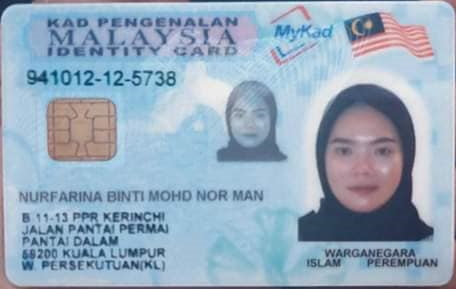 KAD PENGENALAN
MALAYSIA
IDENTITY CARD
MyKad
941012-12-5738
NURFARINA BINTI MOHD NOR MAN
B 11-13 PPR KERINCHI
JALAN PANTAI PERMAI
PANTAI DALAM
59200 KUALA LUMPUR
W. PERSEKUTUAN(KL)
WARGANEGARA
ISLAM PEREMPUAN